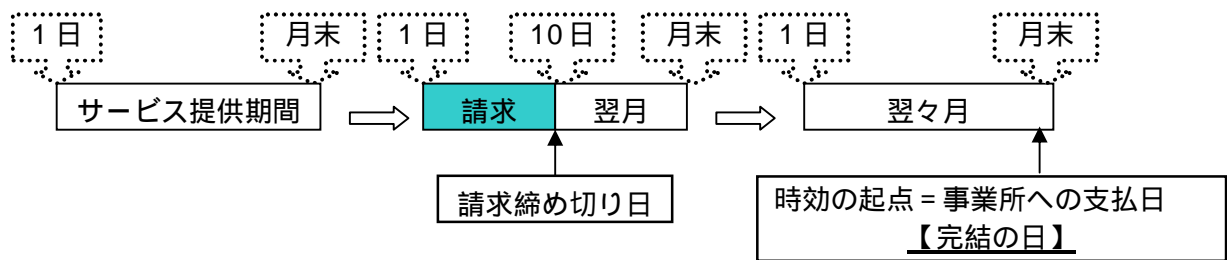 1日
月末
1日
10日
月末
1日
月末
サービス提供期間
請求
翌月
翌々月
請求締め切り日
時効の起点=事業所への支払日
【完結の日】